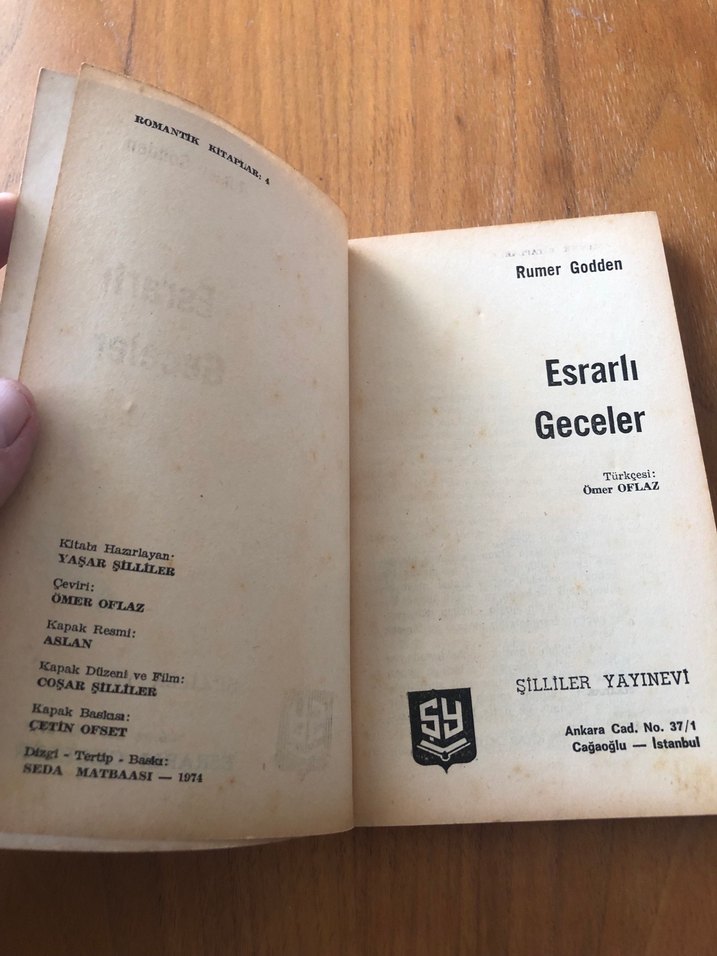 ROMANTİK KİTAPLAR: 4
Kitabı Hazırlayan:
YAŞAR ŞİLLİLER
Çeviri:
ÖMER OFLAZ
Kapak Resmi:
ASLAN
Kapak Düzeni ve Film:
COŞAR ŞİLLİLER
Kapak Baskısı:
ÇETİN OFSET
Dizgi - Tertip - Baskı:
SEDA MATBAASI — 1974
Rumer Godden
Esrarlı
Geceler
Türkçesi:
Ömer OFLAZ
ŞY
ŞİLLİLER YAYINEVİ
Ankara Cad. No. 37/1
Cağaoğlu — İstanbul